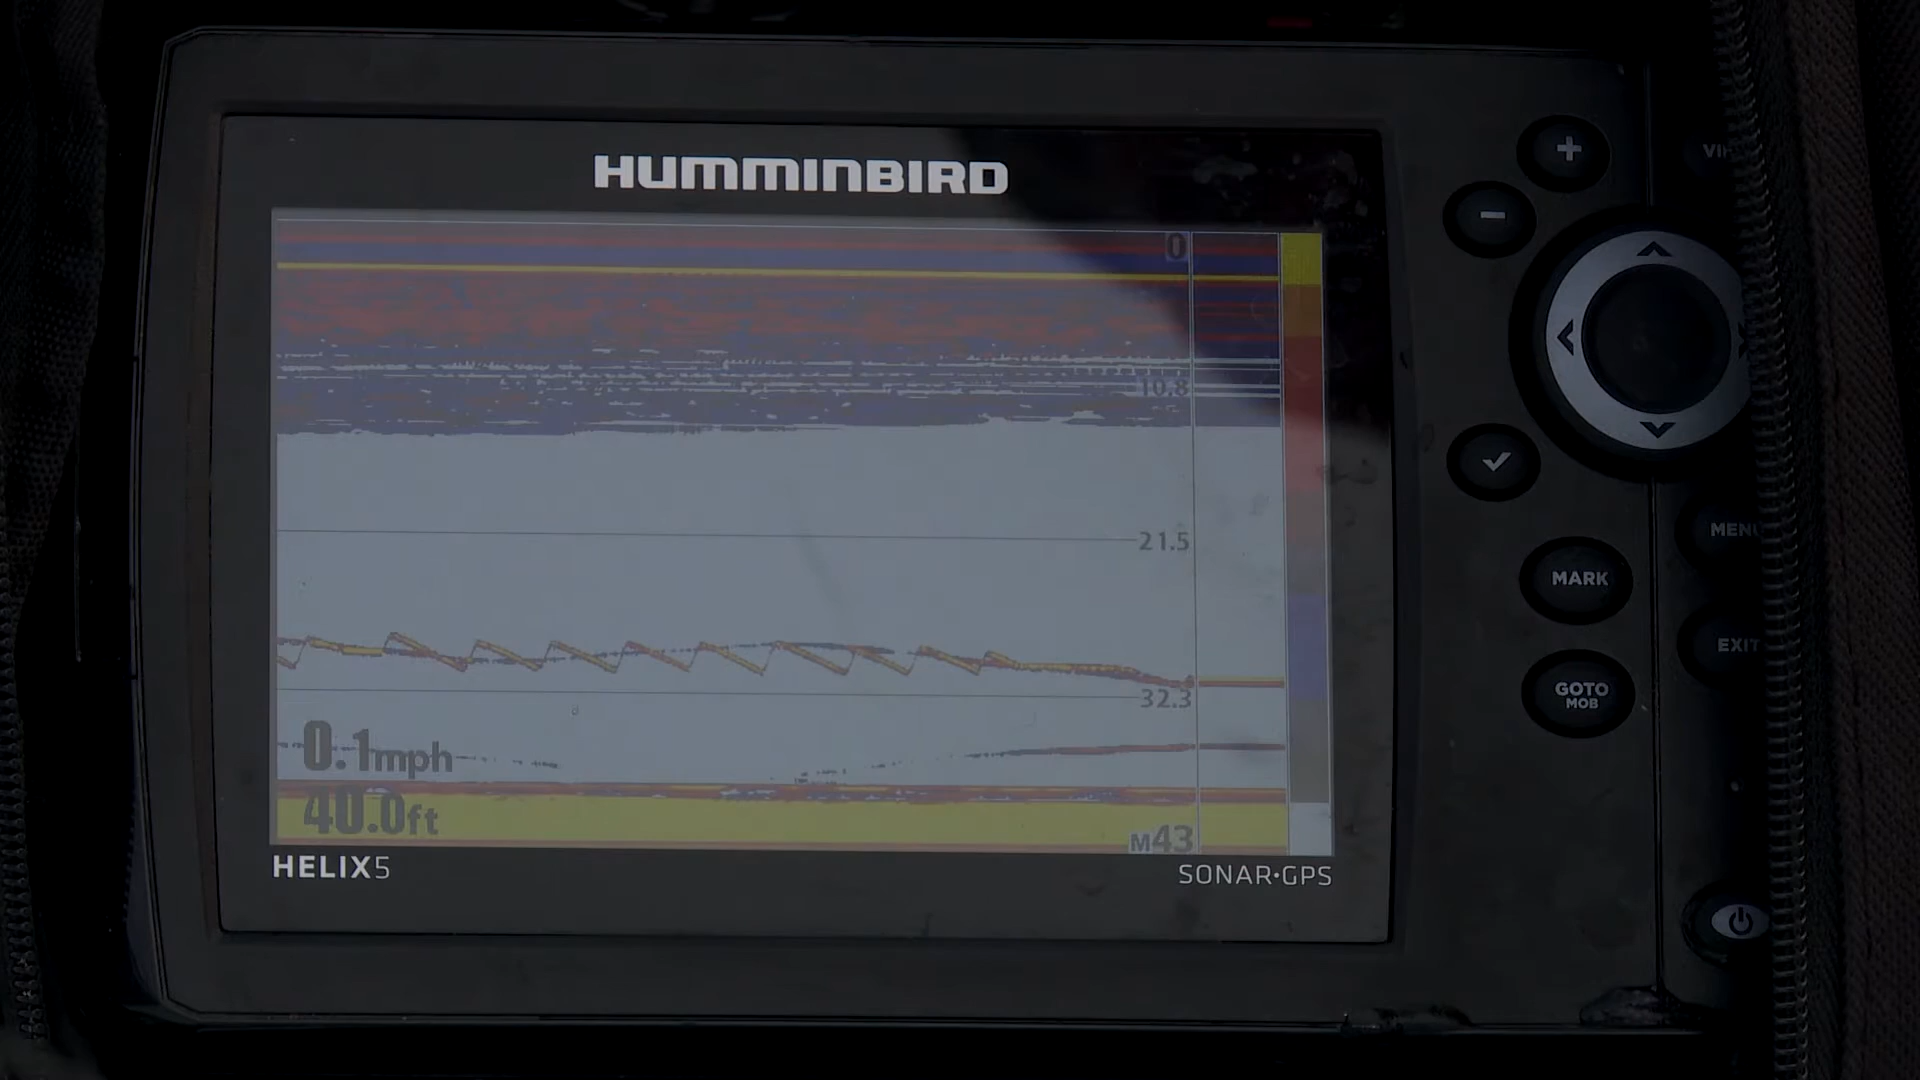 HUMMINBIRD
0
10.8
21.5
32.3
0.1mph
40.0ft
M43
HELIX5
SONAR•GPS
+
-
MARK
MENU
EXIT
GOTO
MOB